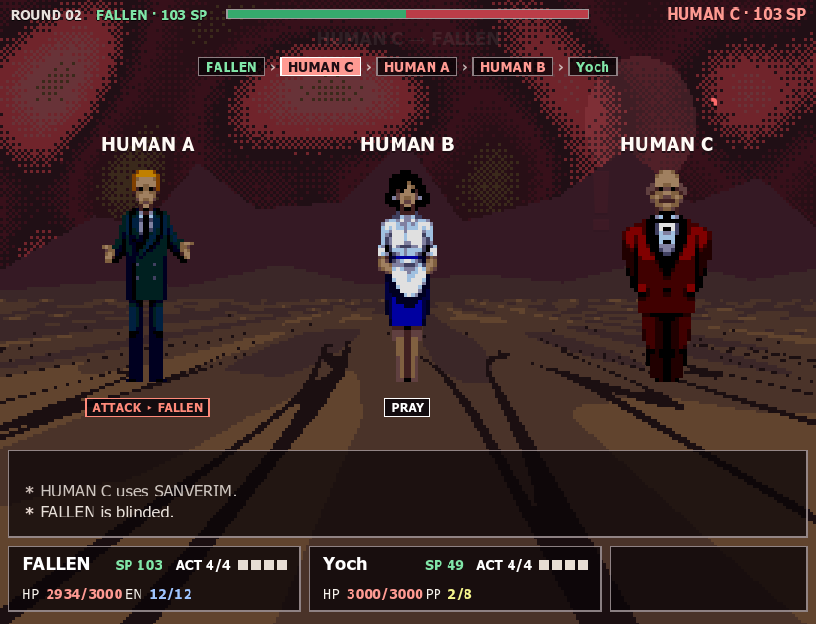 ROUND 02 FALLEN · 103 SP HUMAN C · 103 SP
HUMAN C — FALLEN
FALLEN › HUMAN C › HUMAN A › HUMAN B › Yoch
HUMAN A HUMAN B HUMAN C
ATTACK ‣ FALLEN PRAY
* HUMAN C uses SANVERIM.
* FALLEN is blinded.
FALLEN SP 103 ACT 4/4 Yoch SP 49 ACT 4/4
HP 2934/3000 EN 12/12 HP 3000/3000 PP 2/8